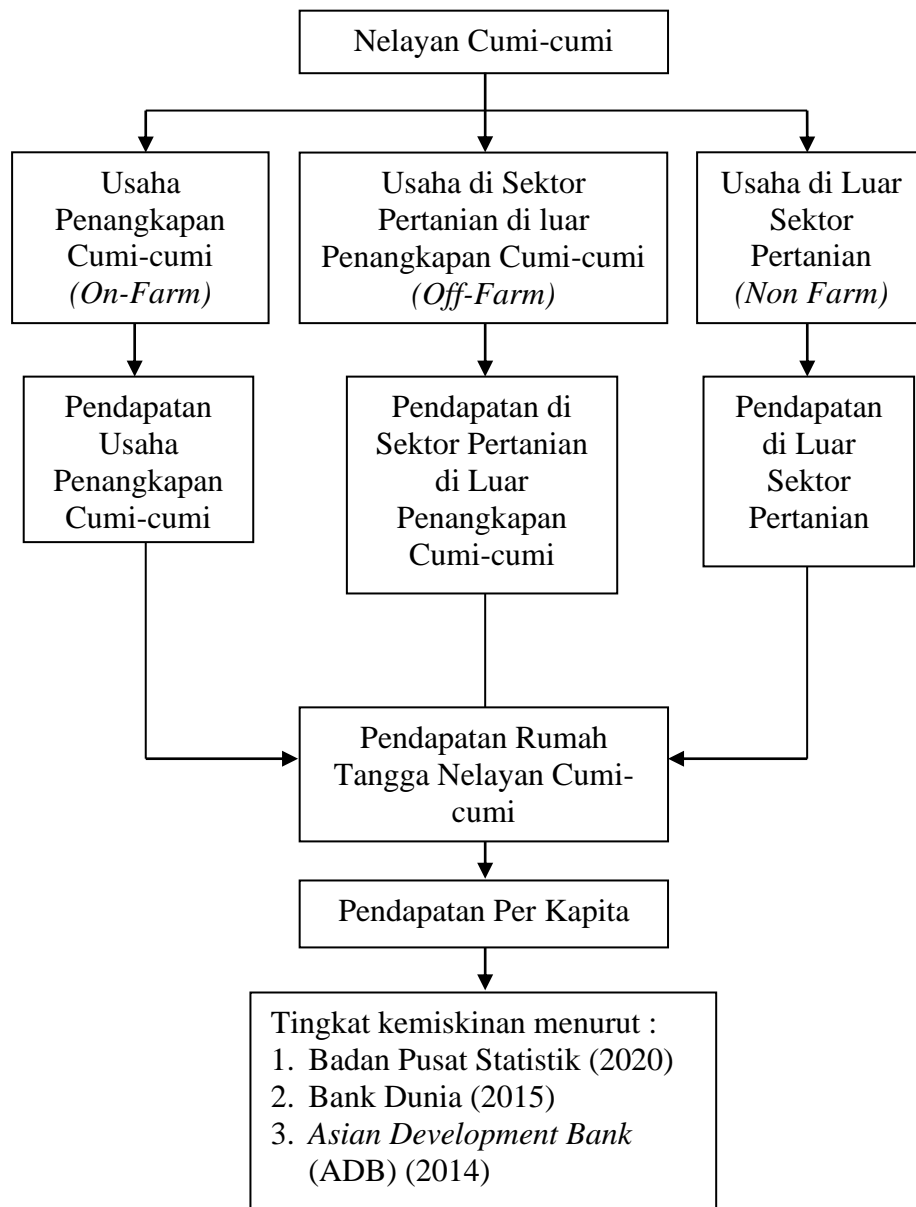 Nelayan Cumi-cumi
Usaha
Penangkapan
Cumi-cumi
(On-Farm)
Usaha di Sektor
Pertanian di luar
Penangkapan Cumi-cumi
(Off-Farm)
Usaha di Luar
Sektor
Pertanian
(Non Farm)
Pendapatan
Usaha
Penangkapan
Cumi-cumi
Pendapatan di
Sektor Pertanian
di Luar
Penangkapan
Cumi-cumi
Pendapatan
di Luar
Sektor
Pertanian
Pendapatan Rumah
Tangga Nelayan Cumi-
cumi
Pendapatan Per Kapita
Tingkat kemiskinan menurut :
1. Badan Pusat Statistik (2020)
2. Bank Dunia (2015)
3. Asian Development Bank
(ADB) (2014)